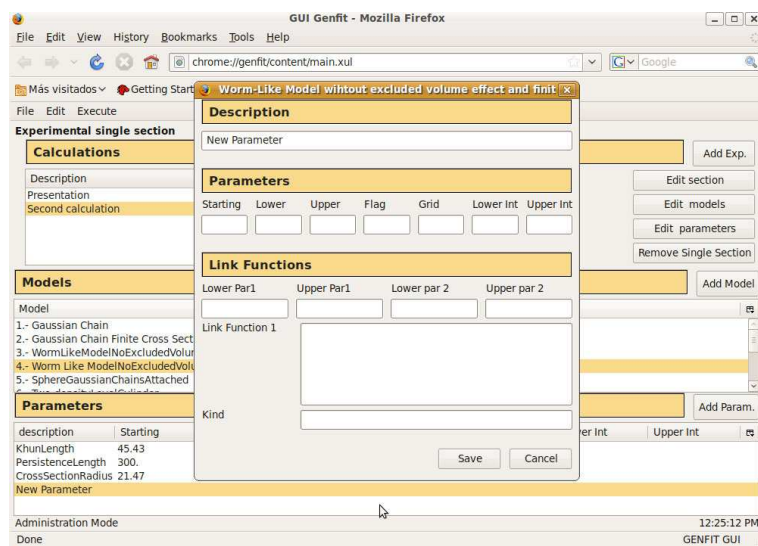 GUI Genfit - Mozilla Firefox
File Edit View History Bookmarks Tools Help
chrome://genfit/content/main.xul
G Google
Más visitados Getting Start
Worm-Like Model wihtout excluded volume effect and finit
File Edit Execute
Experimental single section
Calculations
Add Exp.
Description
Presentation
Second calculation
Edit section
Edit models
Edit parameters
Remove Single Section
Description
New Parameter
Parameters
Starting Lower Upper Flag Grid Lower Int Upper Int
Link Functions
Lower Par1 Upper Par1 Lower par 2 Upper par 2
Link Function 1
Kind
Save Cancel
Models
Add Model
Model
1.- Gaussian Chain
2.- Gaussian Chain Finite Cross Sect
3.- WormLikeModelNoExcludedVolur
4.- Worm Like ModelNoExcludedVolu
5.- SphereGaussianChainsAttached
Parameters
Add Param.
description Starting er Int Upper Int
KhunLength 45.43
PersistenceLength 300.
CrossSectionRadius 21.47
New Parameter
Administration Mode 12:25:12 PM
Done GENFIT GUI